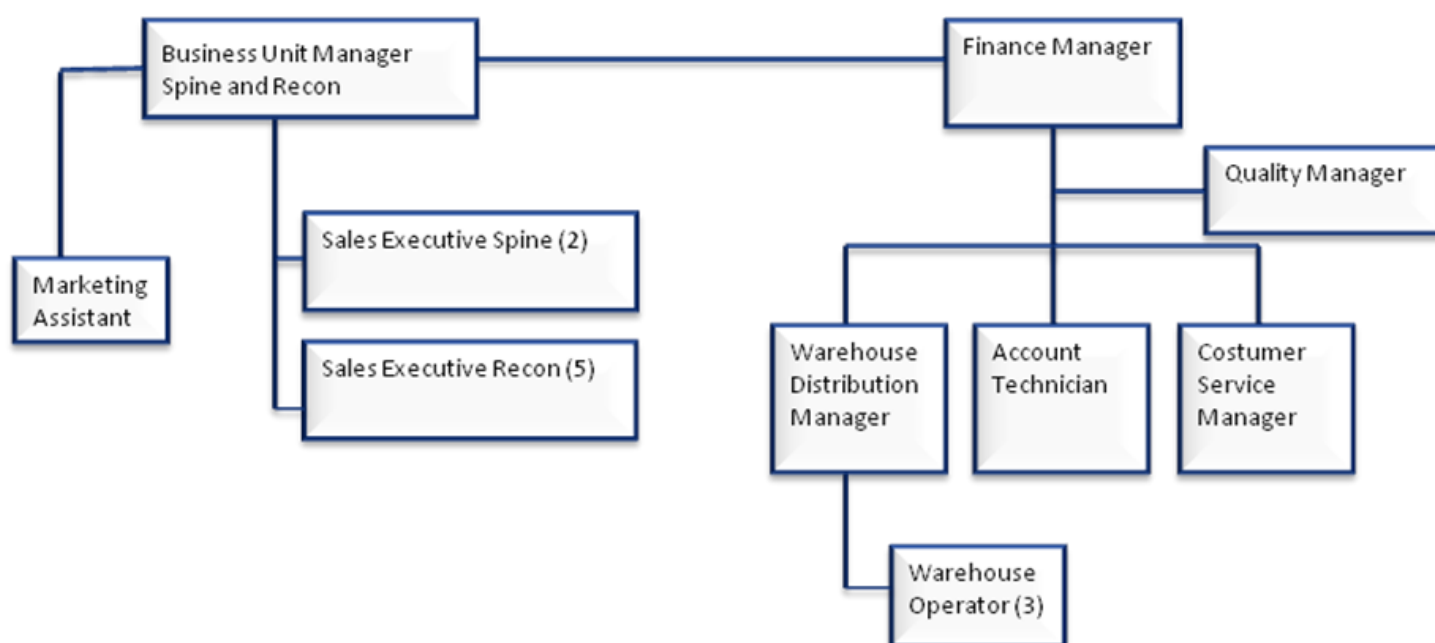 Business Unit Manager
Spine and Recon
Finance Manager
Quality Manager
Sales Executive Spine (2)
Marketing
Assistant
Sales Executive Recon (5)
Warehouse
Distribution
Manager
Account
Technician
Costumer
Service
Manager
Warehouse
Operator (3)